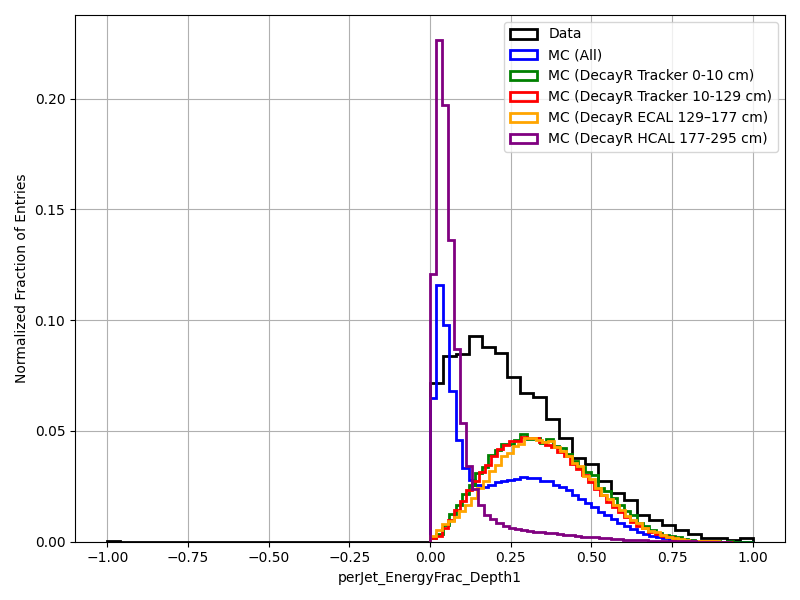 Data
MC (All)
MC (DecayR Tracker 0-10 cm)
MC (DecayR Tracker 10-129 cm)
MC (DecayR ECAL 129–177 cm)
MC (DecayR HCAL 177-295 cm)
Normalized Fraction of Entries
0.20
0.15
0.10
0.05
0.00
−1.00 −0.75 −0.50 −0.25 0.00 0.25 0.50 0.75 1.00
perJet_EnergyFrac_Depth1